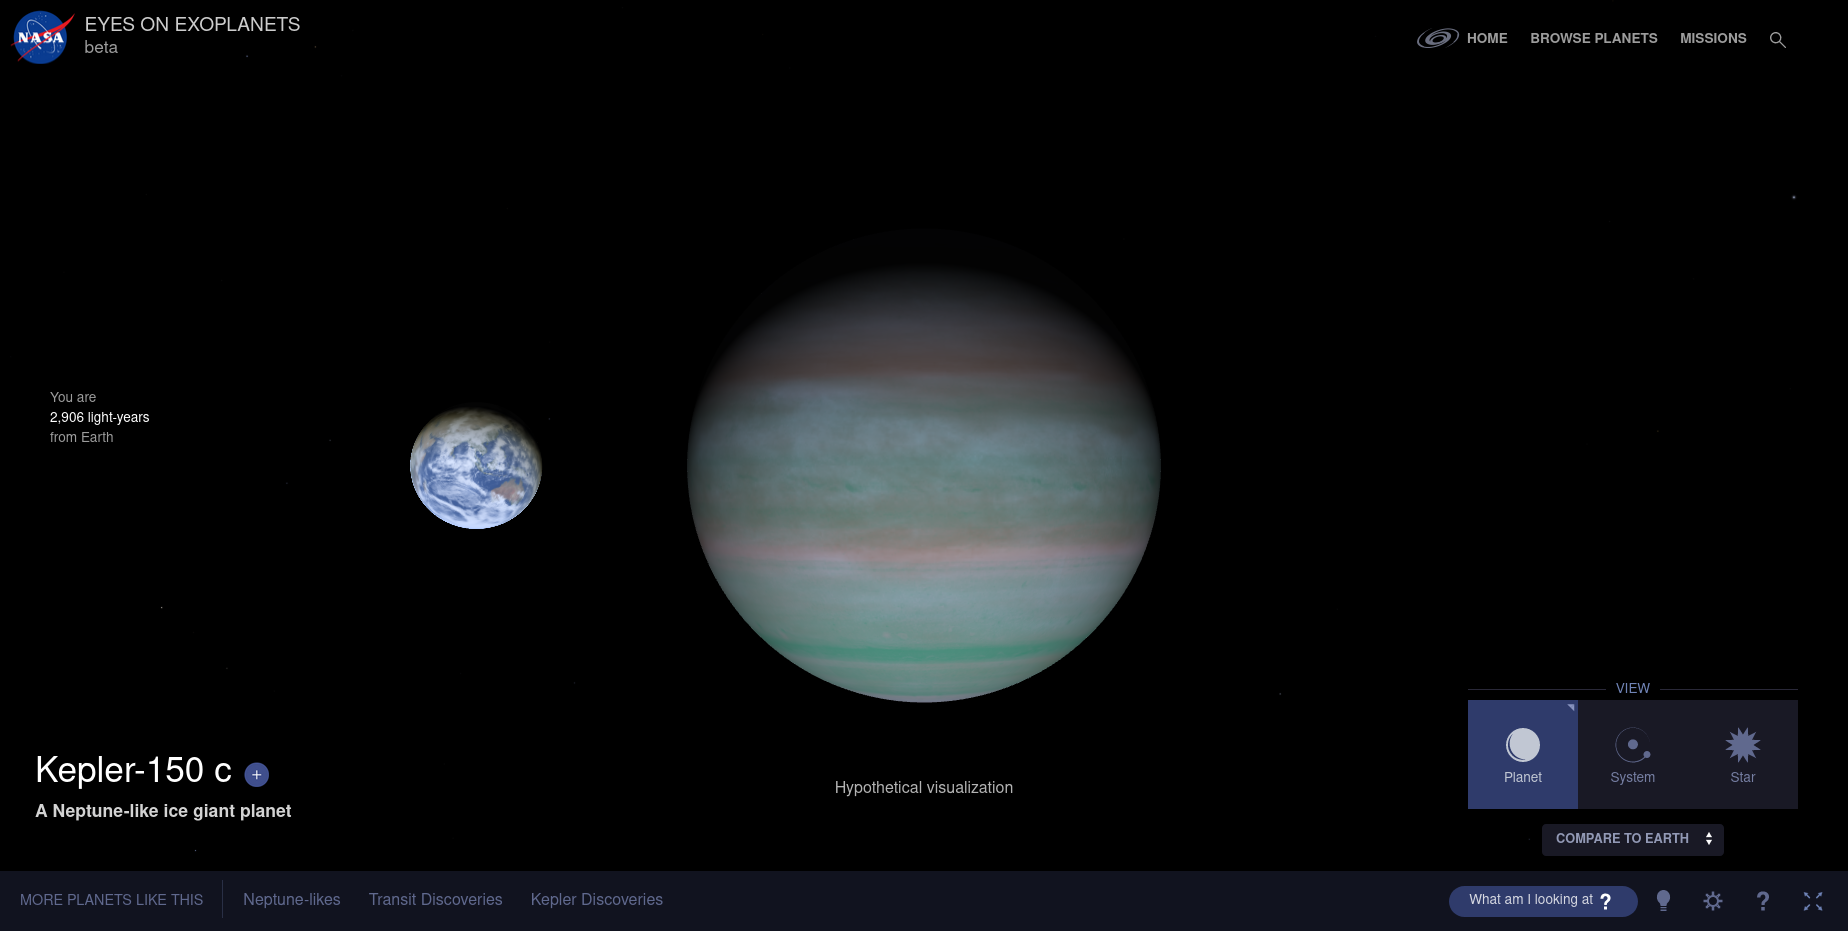 NASA
EYES ON EXOPLANETS
beta
HOME
BROWSE PLANETS
MISSIONS
You are
2,906 light-years
from Earth
Kepler-150 c +
A Neptune-like ice giant planet
Hypothetical visualization
VIEW
Planet
System
Star
COMPARE TO EARTH
MORE PLANETS LIKE THIS
Neptune-likes
Transit Discoveries
Kepler Discoveries
What am I looking at ?
?